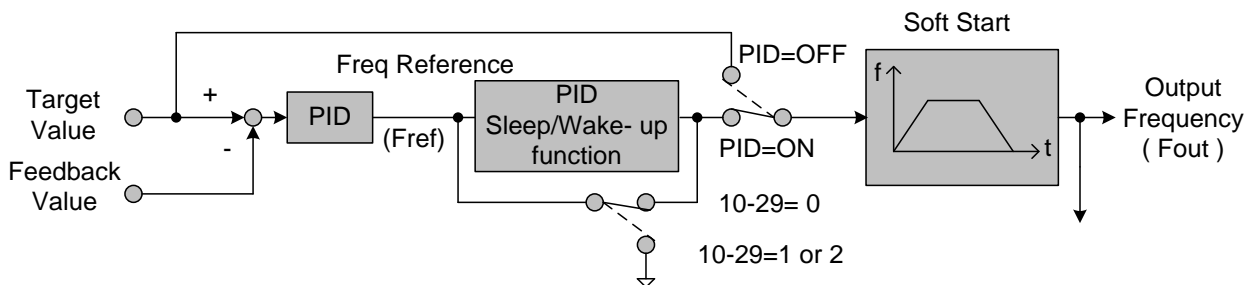 Soft Start
PID=OFF
f
Freq Reference
Target
Value
+
-
PID
(Fref)
PID
Sleep/Wake- up
function
PID=ON
t
Output
Frequency
( Fout )
Feedback
Value
10-29= 0
10-29=1 or 2